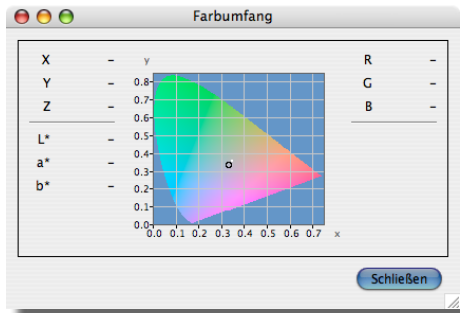 Farbumfang
X –
Y –
Z –
L* –
a* –
b* –
y
0.8
0.7
0.6
0.5
0.4
0.3
0.2
0.1
0.0
0.0 0.1 0.2 0.3 0.4 0.5 0.6 0.7 x
R –
G –
B –
Schließen